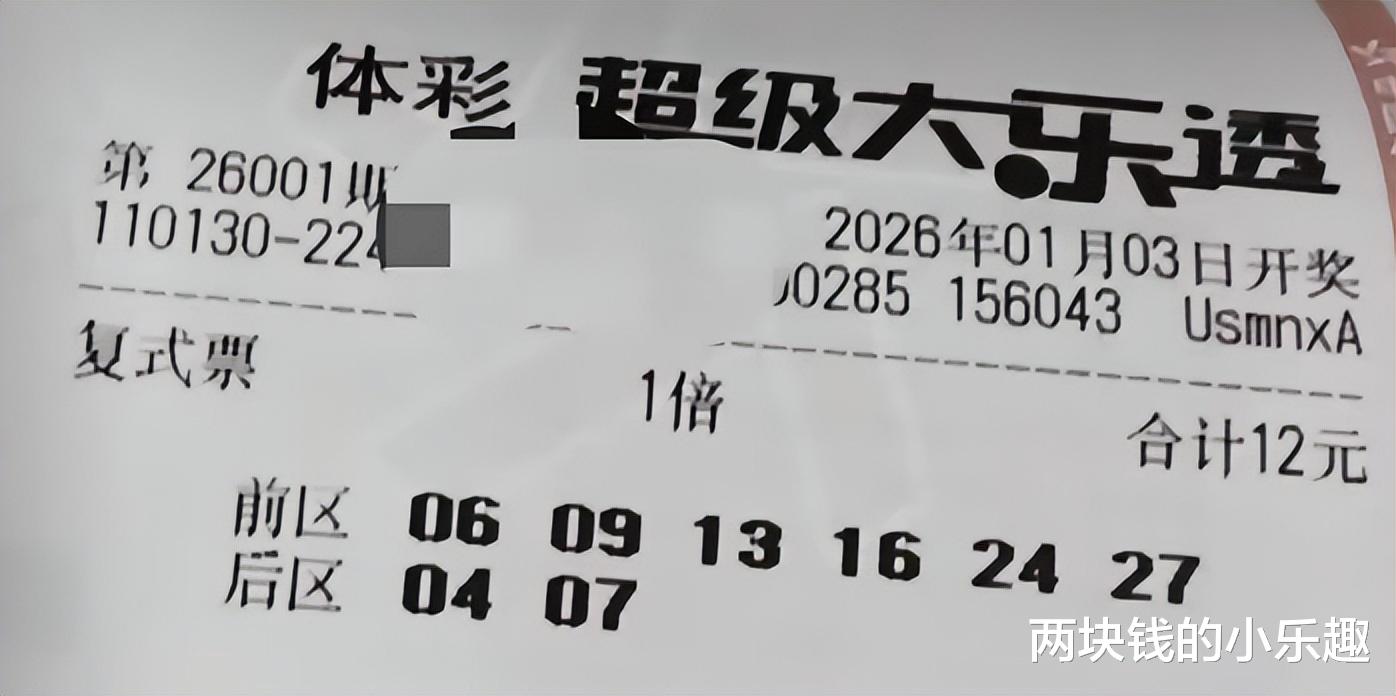 体彩 超级大乐透
第 26001期
2026年01月03日开奖
110130-224
0285 156043 UsmnxA
复式票 1倍 合计12元
前区 06 09 13 16 24 27
后区 04 07
两块钱的小乐趣